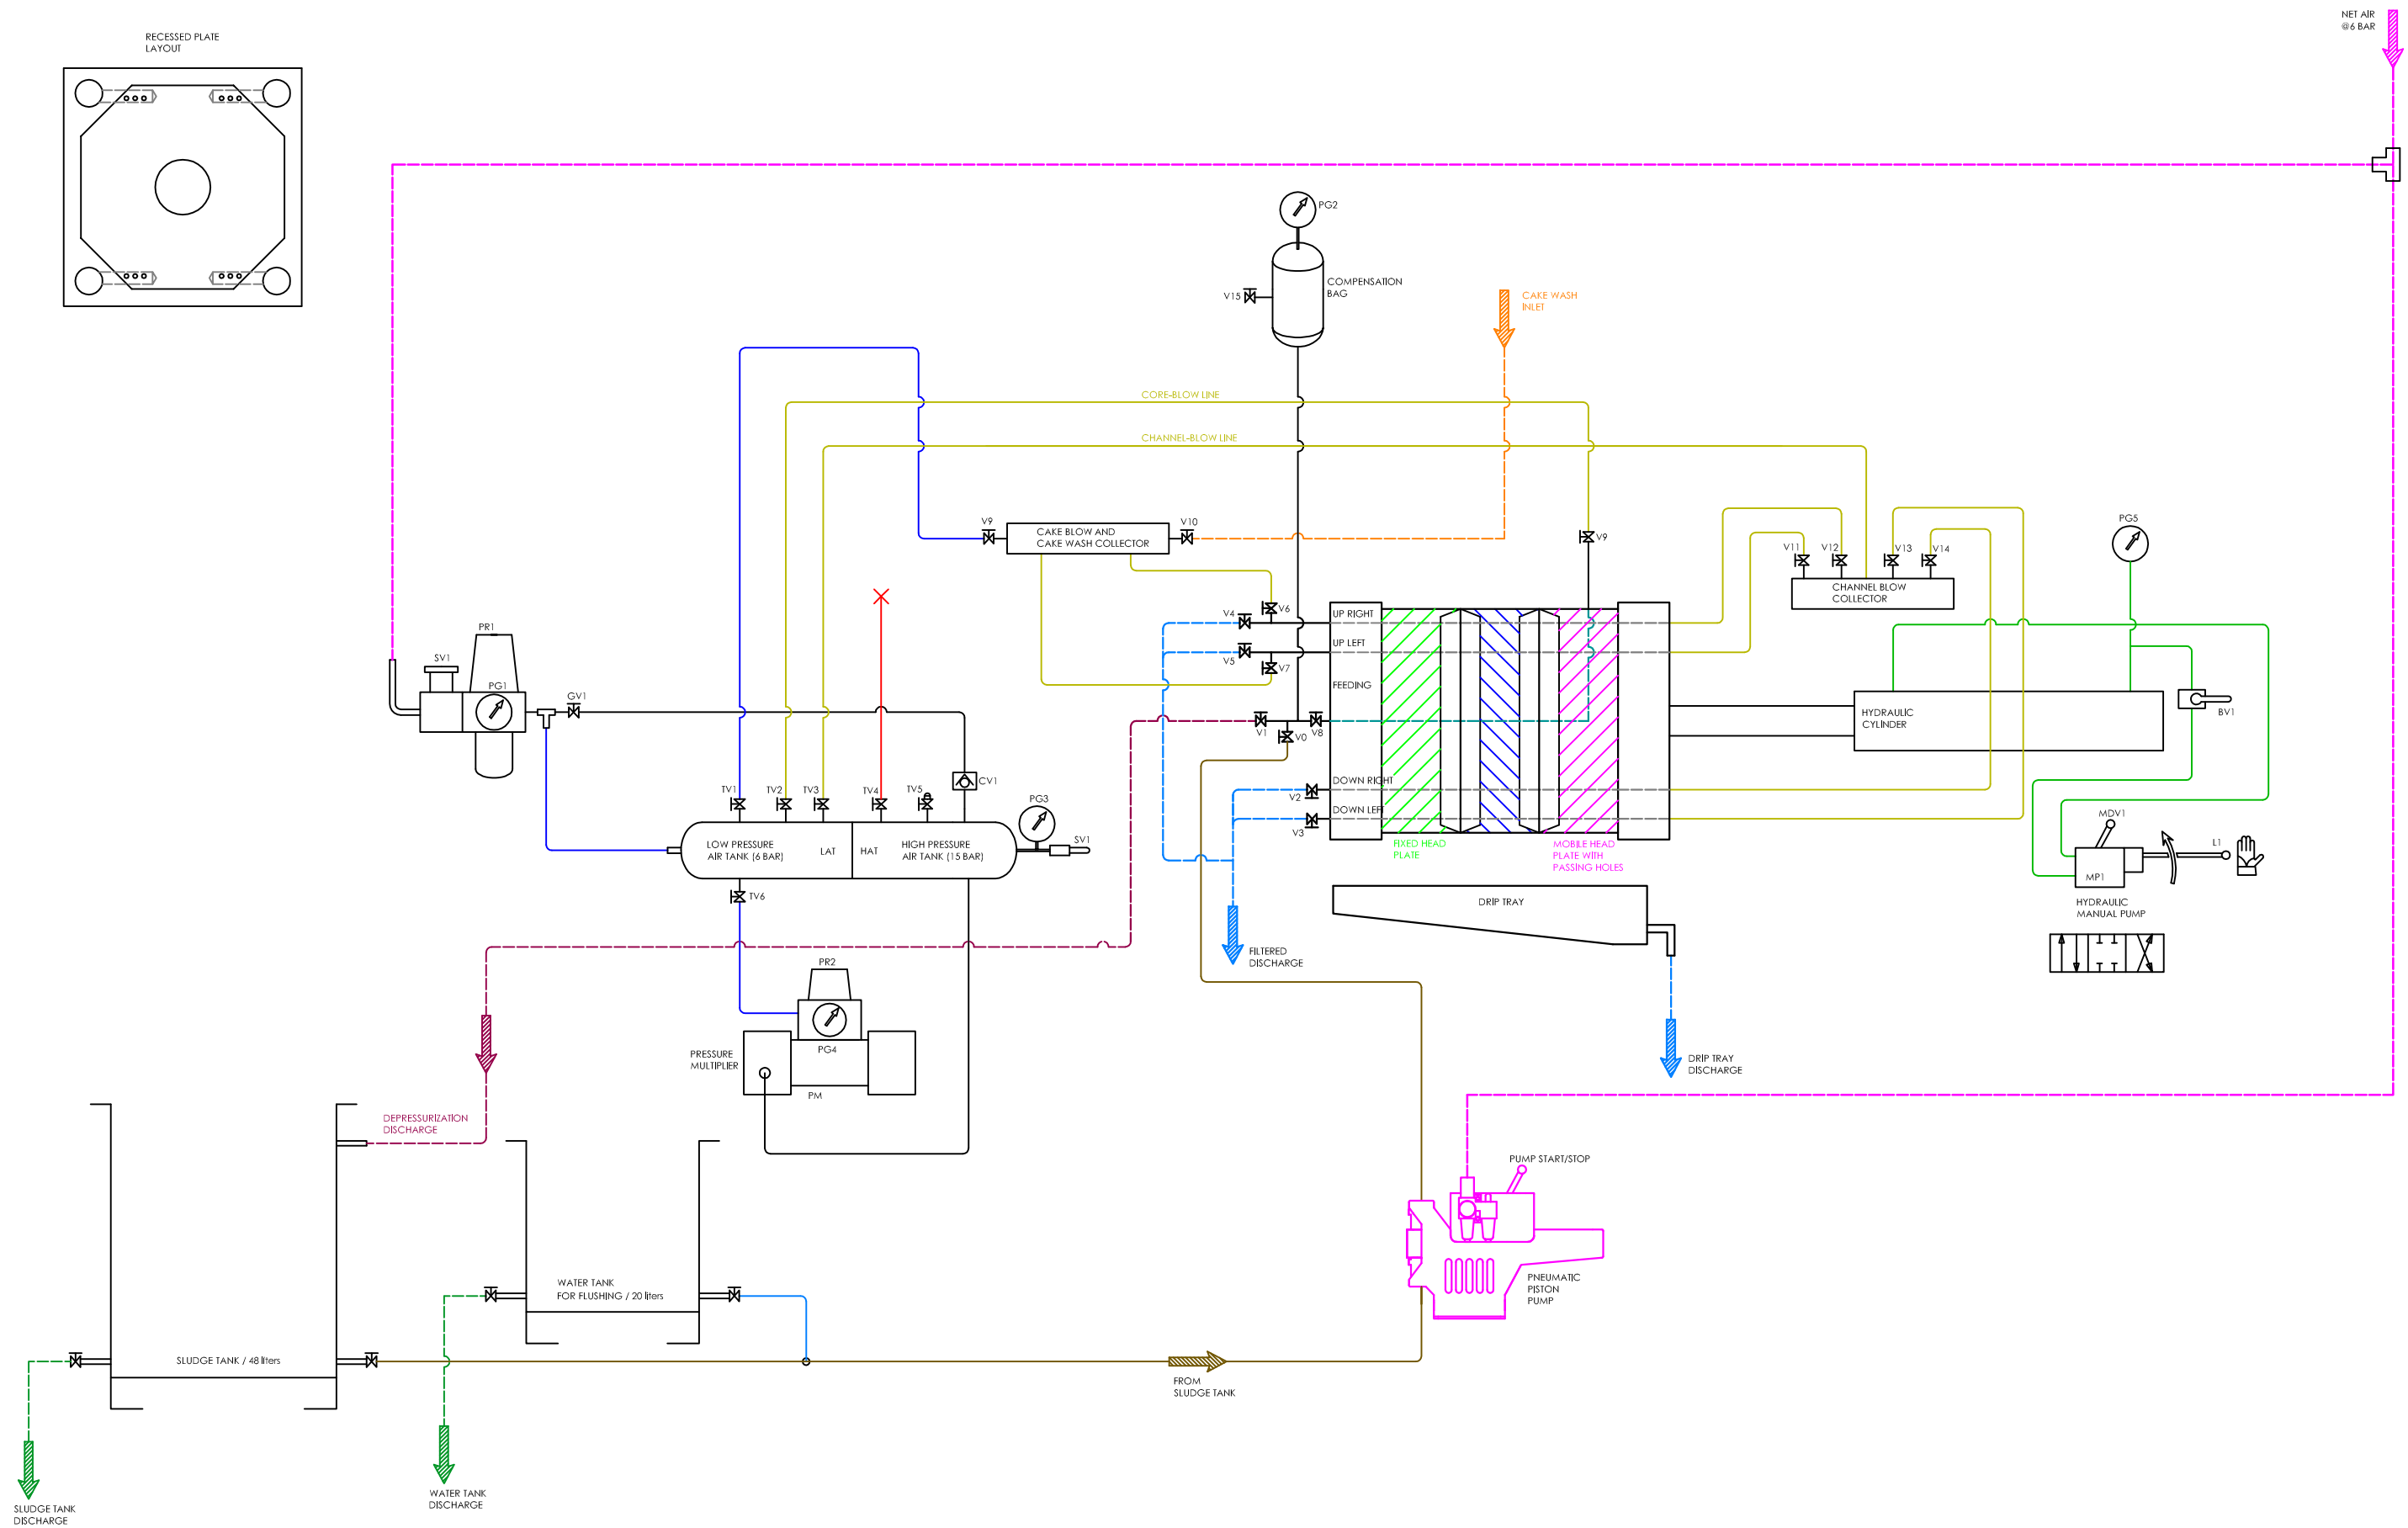 NET AIR
@6 BAR
RECESSED PLATE
LAYOUT
PG2
COMPENSATION
BAG
V15
CAKE WASH
INLET
CORE-BLOW LINE
CHANNEL-BLOW LINE
V9
CAKE BLOW AND
CAKE WASH COLLECTOR
V10
V9
PG5
V11
V12
V13
V14
CHANNEL BLOW
COLLECTOR
V4
V6
UP RIGHT
V5
V7
UP LEFT
FEEDING
PR1
SV1
PG1
GV1
V1
V0
V8
HYDRAULIC
CYLINDER
BV1
CV1
TV1
TV2
TV3
TV4
TV5
PG3
SV1
V2
DOWN RIGHT
V3
DOWN LEFT
LOW PRESSURE
AIR TANK (6 BAR)
LAT
HAT
HIGH PRESSURE
AIR TANK (15 BAR)
FIXED HEAD
PLATE
MOBILE HEAD
PLATE WITH
PASSING HOLES
MDV1
L1
MP1
TV6
DRIP TRAY
HYDRAULIC
MANUAL PUMP
FILTERED
DISCHARGE
PR2
PG4
PRESSURE
MULTIPLIER
PM
DRIP TRAY
DISCHARGE
DEPRESSURIZATION
DISCHARGE
PUMP START/STOP
WATER TANK
FOR FLUSHING / 20 liters
PNEUMATIC
PISTON
PUMP
SLUDGE TANK / 48 liters
FROM
SLUDGE TANK
WATER TANK
DISCHARGE
SLUDGE TANK
DISCHARGE